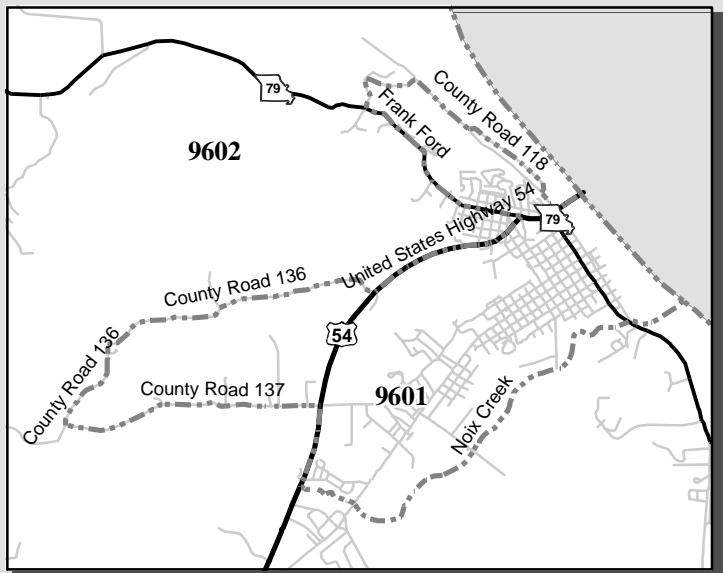 79
County Road 118
Frank Ford
9602
79
United States Highway 54
County Road 136
54
County Road 136
County Road 137
9601
Noix Creek